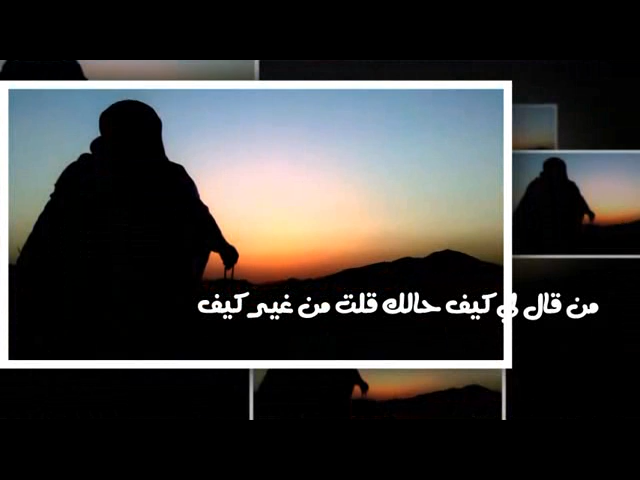 من قال لي كيف حالك قلت من غير كيف